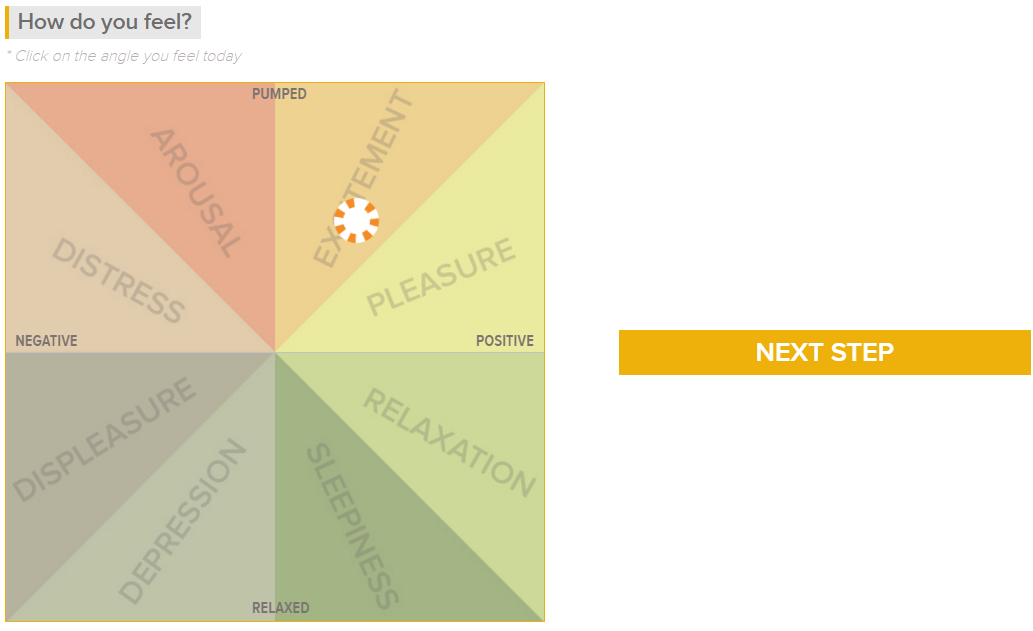 How do you feel?
* Click on the angle you feel today
PUMPED
AROUSAL
DISTRESS
PLEASURE
NEGATIVE
POSITIVE
NEXT STEP
DISPLEASURE
DEPRESSION
SLEEPINESS
RELAXATION
RELAXED